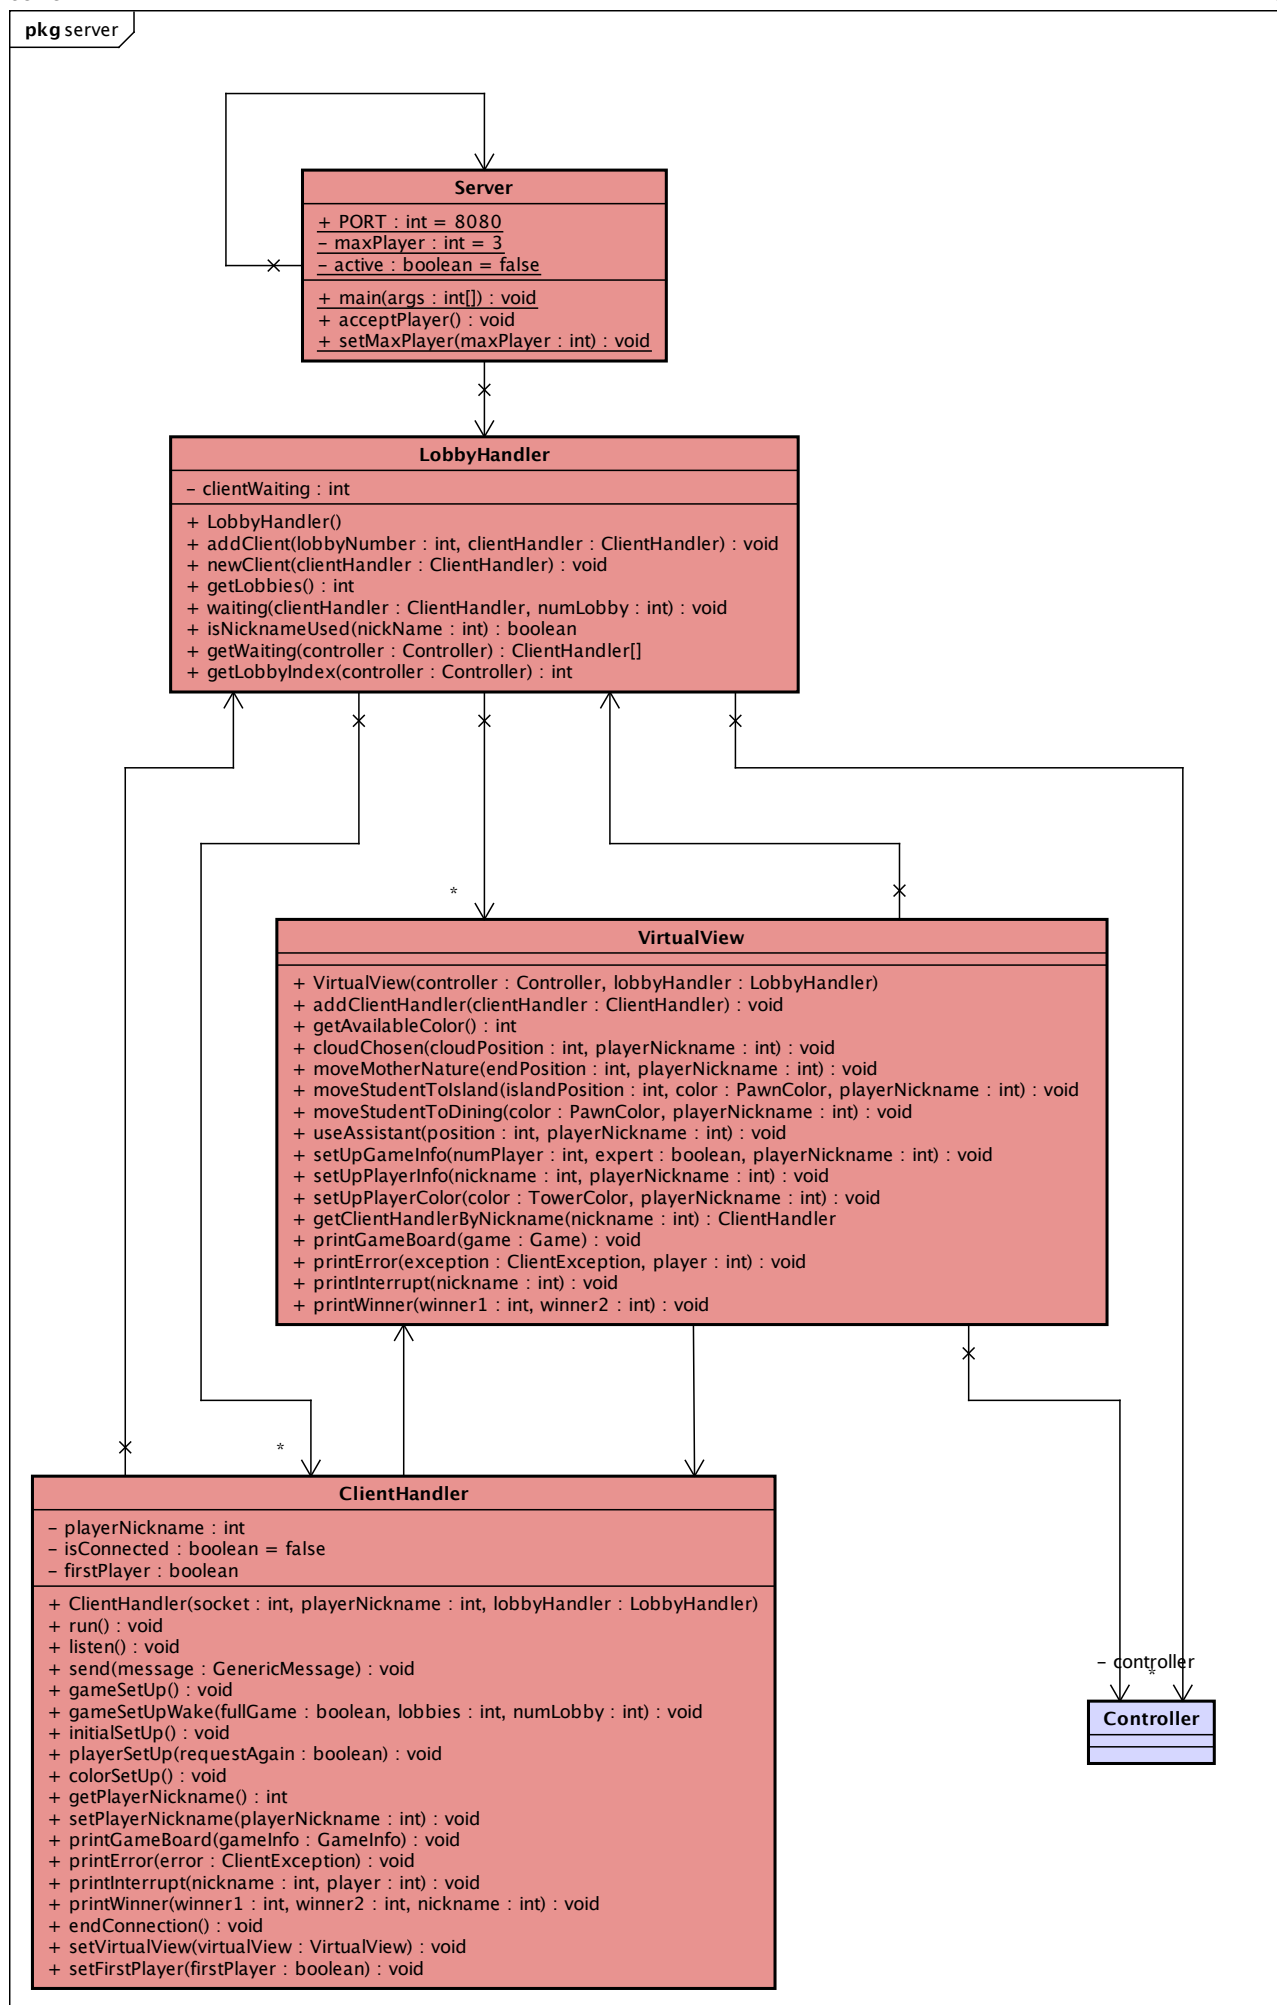 pkg server
Server
+ PORT : int = 8080
– maxPlayer : int = 3
– active : boolean = false
+ main(args : int[]) : void
+ acceptPlayer() : void
+ setMaxPlayer(maxPlayer : int) : void
LobbyHandler
– clientWaiting : int
+ LobbyHandler()
+ addClient(lobbyNumber : int, clientHandler : ClientHandler) : void
+ newClient(clientHandler : ClientHandler) : void
+ getLobbies() : int
+ waiting(clientHandler : ClientHandler, numLobby : int) : void
+ isNicknameUsed(nickName : int) : boolean
+ getWaiting(controller : Controller) : ClientHandler[]
+ getLobbyIndex(controller : Controller) : int
*
VirtualView
+ VirtualView(controller : Controller, lobbyHandler : LobbyHandler)
+ addClientHandler(clientHandler : ClientHandler) : void
+ getAvailableColor() : int
+ cloudChosen(cloudPosition : int, playerNickname : int) : void
+ moveMotherNature(endPosition : int, playerNickname : int) : void
+ moveStudentToIsland(islandPosition : int, color : PawnColor, playerNickname : int) : void
+ moveStudentToDining(color : PawnColor, playerNickname : int) : void
+ useAssistant(position : int, playerNickname : int) : void
+ setUpGameInfo(numPlayer : int, expert : boolean, playerNickname : int) : void
+ setUpPlayerInfo(nickname : int, playerNickname : int) : void
+ setUpPlayerColor(color : TowerColor, playerNickname : int) : void
+ getClientHandlerByNickname(nickname : int) : ClientHandler
+ printGameBoard(game : Game) : void
+ printError(exception : ClientException, player : int) : void
+ printInterrupt(nickname : int) : void
+ printWinner(winner1 : int, winner2 : int) : void
*
ClientHandler
– playerNickname : int
– isConnected : boolean = false
– firstPlayer : boolean
+ ClientHandler(socket : int, playerNickname : int, lobbyHandler : LobbyHandler)
+ run() : void
+ listen() : void
+ send(message : GenericMessage) : void
+ gameSetUp() : void
+ gameSetUpWake(fullGame : boolean, lobbies : int, numLobby : int) : void
+ initialSetUp() : void
+ playerSetUp(requestAgain : boolean) : void
+ colorSetUp() : void
+ getPlayerNickname() : int
+ setPlayerNickname(playerNickname : int) : void
+ printGameBoard(gameInfo : GameInfo) : void
+ printError(error : ClientException) : void
+ printInterrupt(nickname : int, player : int) : void
+ printWinner(winner1 : int, winner2 : int, nickname : int) : void
+ endConnection() : void
+ setVirtualView(virtualView : VirtualView) : void
+ setFirstPlayer(firstPlayer : boolean) : void
– controller
*
Controller